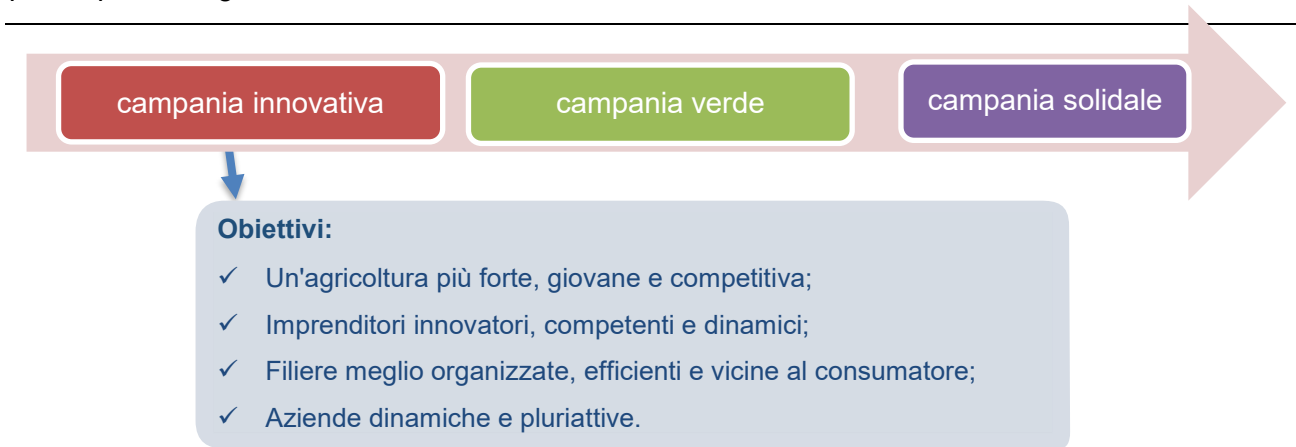 campania innovativa
campania verde
campania solidale
Obiettivi:
✓ Un'agricoltura più forte, giovane e competitiva;
✓ Imprenditori innovatori, competenti e dinamici;
✓ Filiere meglio organizzate, efficienti e vicine al consumatore;
✓ Aziende dinamiche e pluriattive.